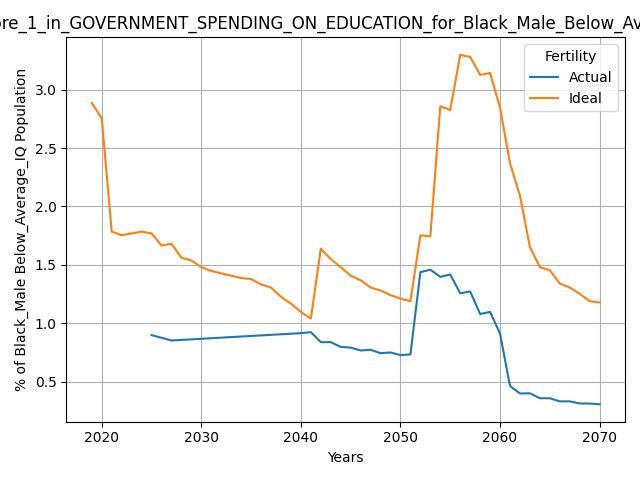 ore_1_in_GOVERNMENT_SPENDING_ON_EDUCATION_for_Black_Male_Below_Av
Fertility
Actual
Ideal
% of Black_Male Below_Average_IQ Population
3.0
2.5
2.0
1.5
1.0
0.5
2020
2030
2040
2050
2060
2070
Years